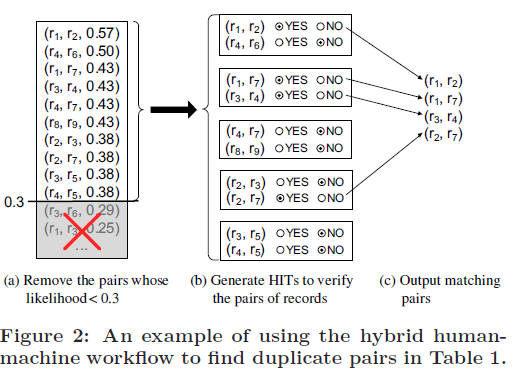 (r1, r2, 0.57)
(r4, r6, 0.50)
(r1, r7, 0.43)
(r3, r4, 0.43)
(r4, r7, 0.43)
(r8, r9, 0.43)
(r2, r3, 0.38)
(r2, r7, 0.38)
(r3, r5, 0.38)
(r4, r5, 0.38)
0.3
(r3, r6, 0.29)
(r1, r3, 0.25)
...
(a) Remove the pairs whose
likelihood < 0.3
(r1, r2) YES NO
(r4, r6) YES NO
(r1, r7) YES NO
(r3, r4) YES NO
(r4, r7) YES NO
(r8, r9) YES NO
(r2, r3) YES NO
(r2, r7) YES NO
(r3, r5) YES NO
(r4, r5) YES NO
(b) Generate HITs to verify
the pairs of records
(r1, r2)
(r1, r7)
(r3, r4)
(r2, r7)
(c) Output matching
pairs
Figure 2: An example of using the hybrid human-
machine workflow to find duplicate pairs in Table 1.